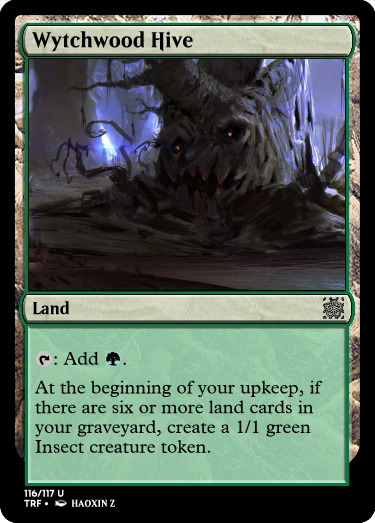 Wytchwood Hive
Land
: Add .
At the beginning of your upkeep, if
there are six or more land cards in
your graveyard, create a 1/1 green
Insect creature token.
116/117 U
TRF • HAOXIN Z